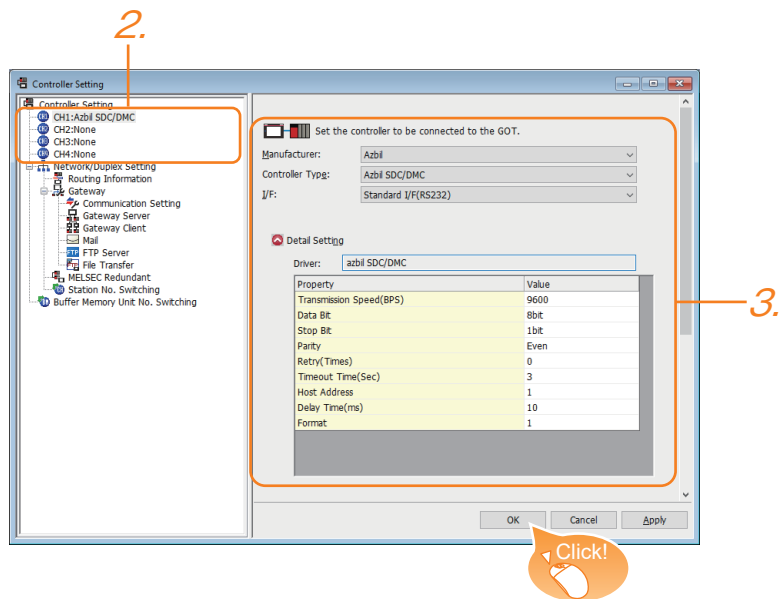 2.
Controller Setting
Controller Setting
CH1:Azbil SDC/DMC
CH2:None
CH3:None
CH4:None
Network/Duplex Setting
Routing Information
Gateway
Communication Setting
Gateway Server
Gateway Client
Mail
FTP Server
File Transfer
MELSEC Redundant
Station No. Switching
Buffer Memory Unit No. Switching
Set the controller to be connected to the GOT.
Manufacturer: Azbil
Controller Type: Azbil SDC/DMC
I/F: Standard I/F(RS232)
Detail Setting
Driver: azbil SDC/DMC
Property Value
Transmission Speed(BPS) 9600
Data Bit 8bit
Stop Bit 1bit
Parity Even
Retry(Times) 0
Timeout Time(Sec) 3
Host Address 1
Delay Time(ms) 10
Format 1
3.
OK Cancel Apply
Click!